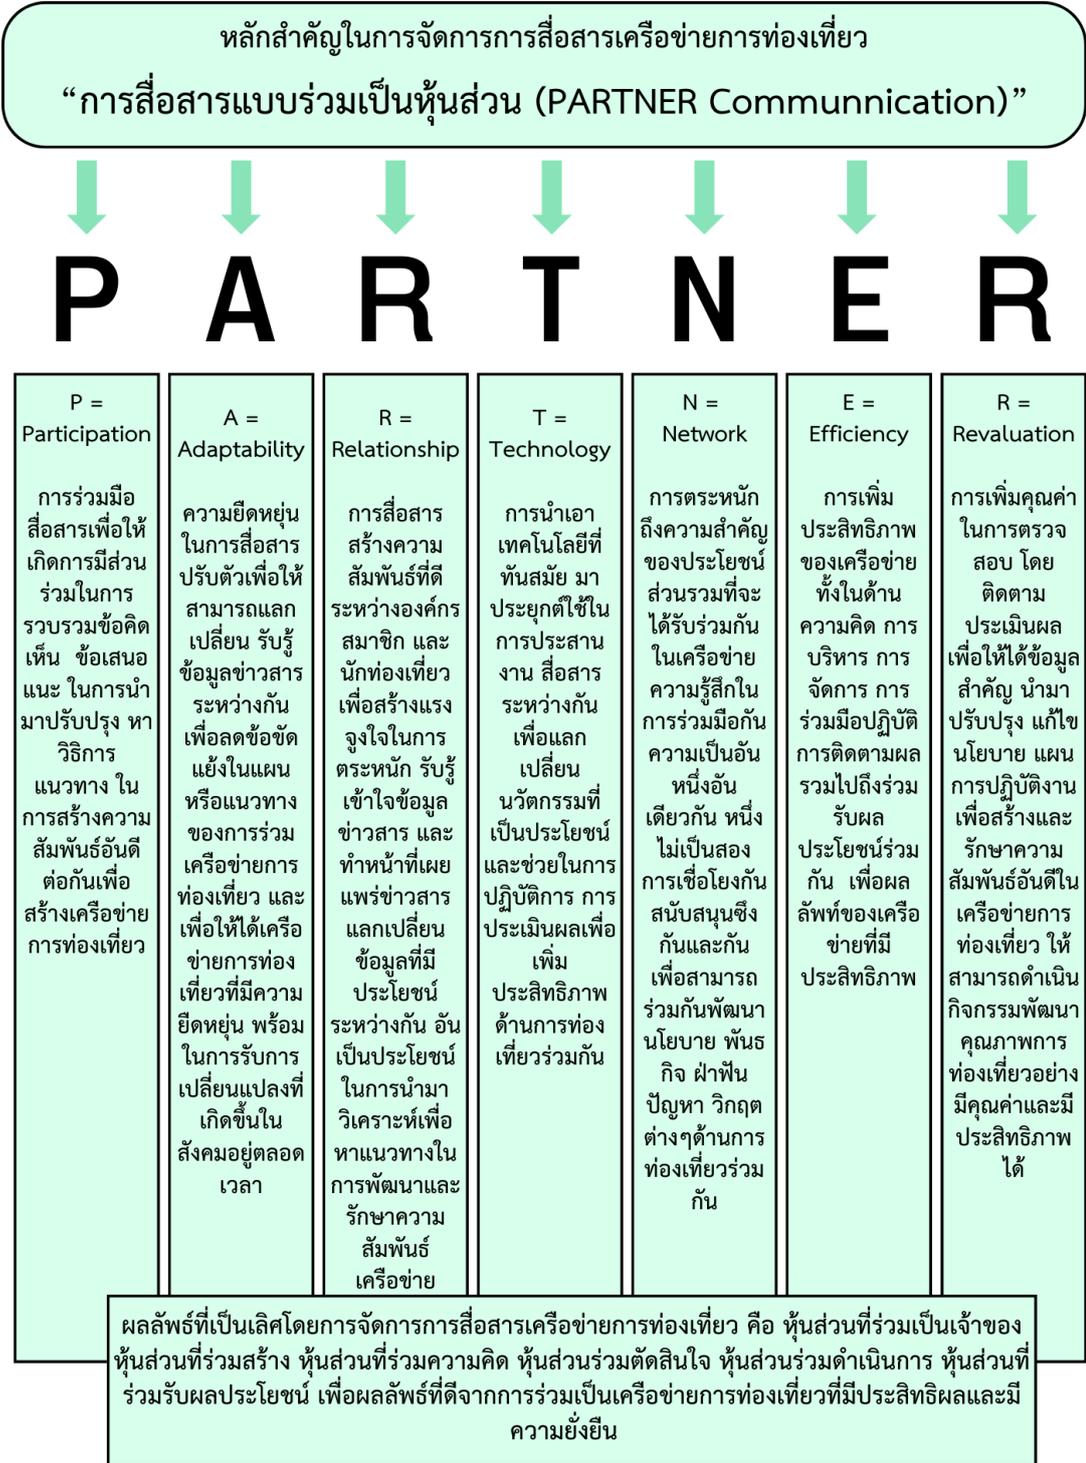 หลักสำคัญในการจัดการการสื่อสารเครือข่ายการท่องเที่ยว
“การสื่อสารแบบร่วมเป็นหุ้นส่วน (PARTNER Communnication)”
P A R T N E R
P =
Participation
การร่วมมือ
สื่อสารเพื่อให้
เกิดการมีส่วน
ร่วมในการ
รวบรวมข้อคิด
เห็น ข้อเสนอ
แนะ ในการนำ
มาปรับปรุง หา
วิธีการ
แนวทาง ใน
การสร้างความ
สัมพันธ์อันดี
ต่อกันเพื่อ
สร้างเครือข่าย
การท่องเที่ยว
A =
Adaptability
ความยืดหยุ่น
ในการสื่อสาร
ปรับตัวเพื่อให้
สามารถแลก
เปลี่ยน รับรู้
ข้อมูลข่าวสาร
ระหว่างกัน
เพื่อลดข้อขัด
แย้งในแผน
หรือแนวทาง
ของการร่วม
เครือข่ายการ
ท่องเที่ยว และ
เพื่อให้ได้เครือ
ข่ายการท่อง
เที่ยวที่มีความ
ยืดหยุ่น พร้อม
ในการรับการ
เปลี่ยนแปลงที่
เกิดขึ้นใน
สังคมอยู่ตลอด
เวลา
R =
Relationship
การสื่อสาร
สร้างความ
สัมพันธ์ที่ดี
ระหว่างองค์กร
สมาชิก และ
นักท่องเที่ยว
เพื่อสร้างแรง
จูงใจในการ
ตระหนัก รับรู้
เข้าใจข้อมูล
ข่าวสาร และ
ทำหน้าที่เผย
แพร่ข่าวสาร
แลกเปลี่ยน
ข้อมูลที่มี
ประโยชน์
ระหว่างกัน อัน
เป็นประโยชน์
ในการนำมา
วิเคราะห์เพื่อ
หาแนวทางใน
การพัฒนาและ
รักษาความ
สัมพันธ์
เครือข่าย
T =
Technology
การนำเอา
เทคโนโลยีที่
ทันสมัย มา
ประยุกต์ใช้ใน
การประสาน
งาน สื่อสาร
ระหว่างกัน
เพื่อแลก
เปลี่ยน
นวัตกรรมที่
เป็นประโยชน์
และช่วยในการ
ปฏิบัติการ การ
ประเมินผลเพื่อ
เพิ่ม
ประสิทธิภาพ
ด้านการท่อง
เที่ยวร่วมกัน
N =
Network
การตระหนัก
ถึงความสำคัญ
ของประโยชน์
ส่วนรวมที่จะ
ได้รับร่วมกัน
ในเครือข่าย
ความรู้สึกใน
การร่วมมือกัน
ความเป็นอัน
หนึ่งอัน
เดียวกัน หนึ่ง
ไม่เป็นสอง
การเชื่อโยงกัน
สนับสนุนซึ่ง
กันและกัน
เพื่อสามารถ
ร่วมกันพัฒนา
นโยบาย พันธ
กิจ ฝ่าฟัน
ปัญหา วิกฤต
ต่างๆด้านการ
ท่องเที่ยวร่วม
กัน
E =
Efficiency
การเพิ่ม
ประสิทธิภาพ
ของเครือข่าย
ทั้งในด้าน
ความคิด การ
บริหาร การ
จัดการ การ
ร่วมมือปฏิบัติ
การติดตามผล
รวมไปถึงร่วม
รับผล
ประโยชน์ร่วม
กัน เพื่อผล
ลัพท์ของเครือ
ข่ายที่มี
ประสิทธิภาพ
R =
Revaluation
การเพิ่มคุณค่า
ในการตรวจ
สอบ โดย
ติดตาม
ประเมินผล
เพื่อให้ได้ข้อมูล
สำคัญ นำมา
ปรับปรุง แก้ไข
นโยบาย แผน
การปฏิบัติงาน
เพื่อสร้างและ
รักษาความ
สัมพันธ์อันดีใน
เครือข่ายการ
ท่องเที่ยว ให้
สามารถดำเนิน
กิจกรรมพัฒนา
คุณภาพการ
ท่องเที่ยวอย่าง
มีคุณค่าและมี
ประสิทธิภาพ
ได้
ผลลัพธ์ที่เป็นเลิศโดยการจัดการการสื่อสารเครือข่ายการท่องเที่ยว คือ หุ้นส่วนที่ร่วมเป็นเจ้าของ
หุ้นส่วนที่ร่วมสร้าง หุ้นส่วนที่ร่วมความคิด หุ้นส่วนร่วมตัดสินใจ หุ้นส่วนร่วมดำเนินการ หุ้นส่วนที่
ร่วมรับผลประโยชน์ เพื่อผลลัพธ์ที่ดีจากการร่วมเป็นเครือข่ายการท่องเที่ยวที่มีประสิทธิผลและมี
ความยั่งยืน